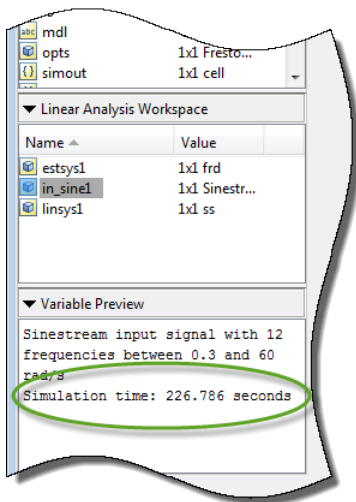 mdl
opts 1x1 Fresto...
simout 1x1 cell
Linear Analysis Workspace
Name Value
estsys1 1x1 frd
in_sine1 1x1 Sinestr...
linsys1 1x1 ss
Variable Preview
Sinestream input signal with 12
frequencies between 0.3 and 60
rad/s
Simulation time: 226.786 seconds